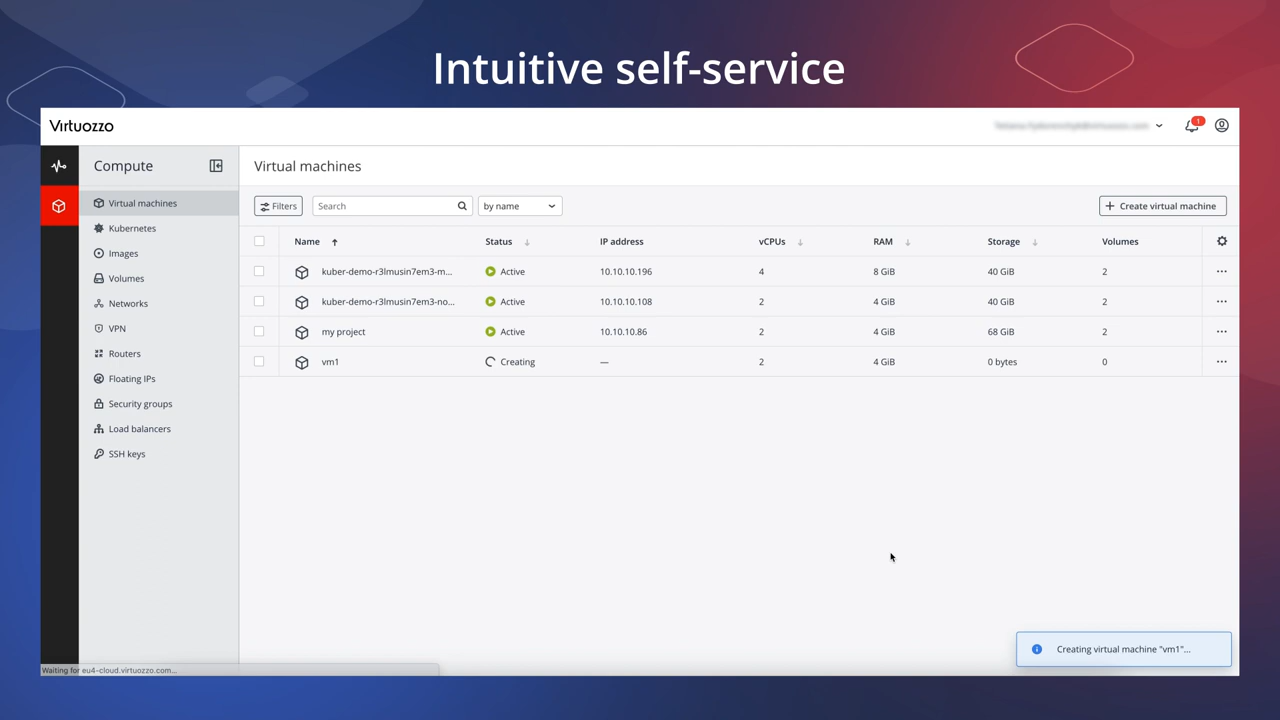 Intuitive self-service
Virtuozzo
1
Compute
Virtual machines
Kubernetes
Images
Volumes
Networks
VPN
Routers
Floating IPs
Security groups
Load balancers
SSH keys
Virtual machines
Filters Search by name Create virtual machine
Name Status IP address vCPUs RAM Storage Volumes
kuber-demo-r3lmusin7em3-m... Active 10.10.10.196 4 8 GiB 40 GiB 2
kuber-demo-r3lmusin7em3-no... Active 10.10.10.108 2 4 GiB 40 GiB 2
my project Active 10.10.10.86 2 4 GiB 68 GiB 2
vm1 Creating — 2 4 GiB 0 bytes 0
Creating virtual machine "vm1"...
Waiting for eu4-cloud.virtuozzo.com...